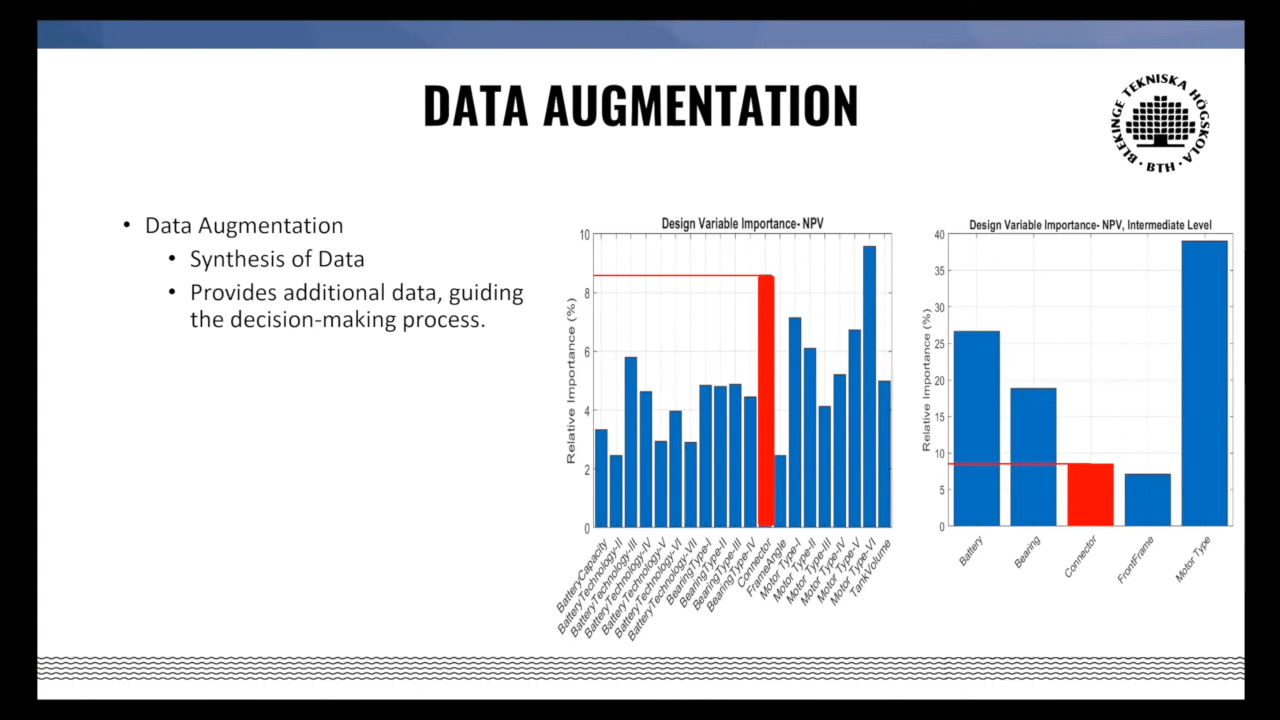 DATA AUGMENTATION
BLEKINGE TEKNISKA HÖGSKOLA
· BTH ·
• Data Augmentation
• Synthesis of Data
• Provides additional data, guiding
the decision-making process.
Design Variable Importance- NPV
Relative Importance (%)
10
8
6
4
2
0
BatteryCapacity
BatteryTechnology-II
BatteryTechnology-III
BatteryTechnology-IV
BatteryTechnology-V
BatteryTechnology-VI
BatteryTechnology-VII
BearingType-I
BearingType-II
BearingType-III
BearingType-IV
Connector
FrameAngle
Motor Type-I
Motor Type-II
Motor Type-III
Motor Type-IV
Motor Type-V
Motor Type-VI
TankVolume
Design Variable Importance- NPV, Intermediate Level
Relative Importance (%)
40
35
30
25
20
15
10
5
0
Battery
Bearing
Connector
FrontFrame
Motor Type